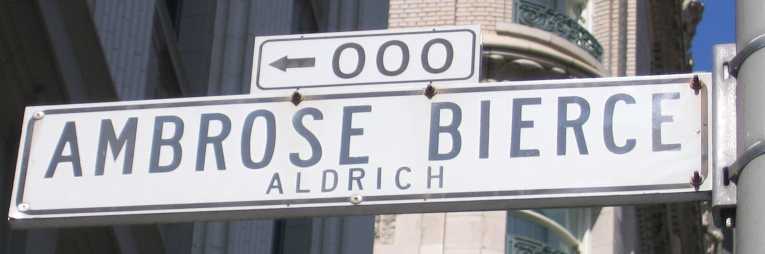 ← 000
AMBROSE BIERCE
ALDRICH